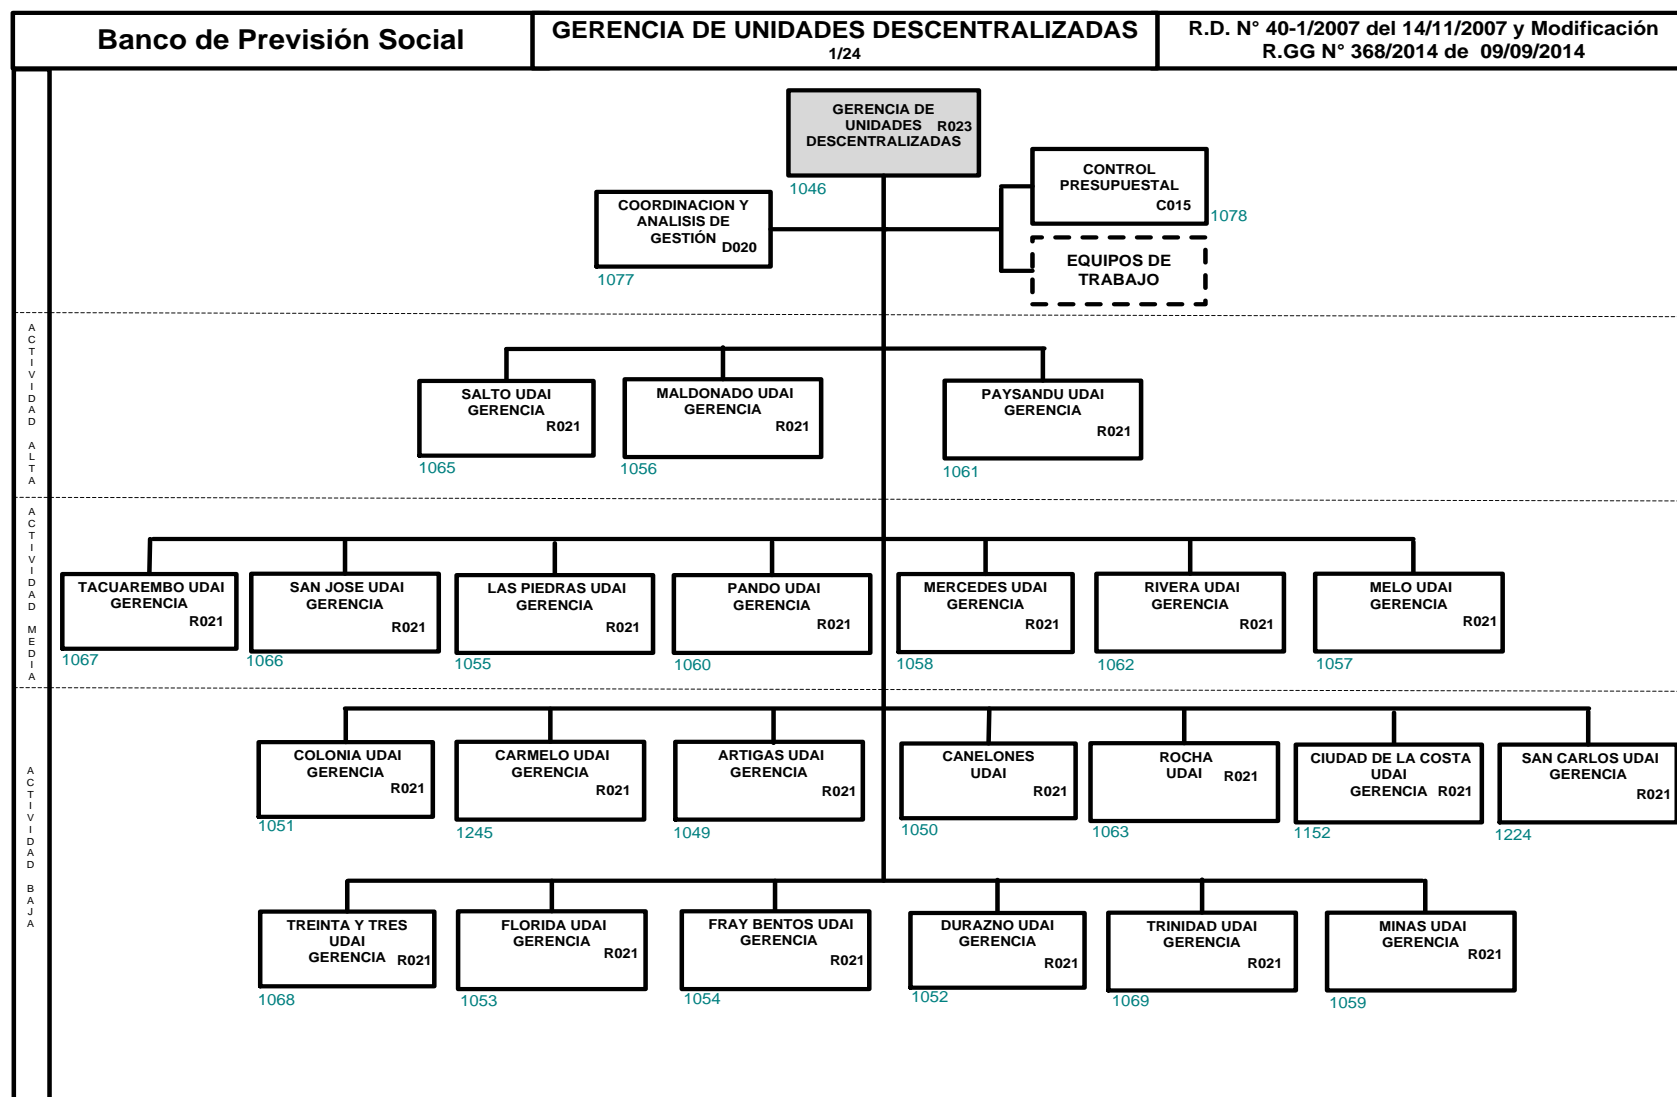 Banco de Previsión Social
GERENCIA DE UNIDADES DESCENTRALIZADAS
1/24
R.D. N° 40-1/2007 del 14/11/2007 y Modificación
R.GG N° 368/2014 de 09/09/2014
GERENCIA DE
UNIDADES R023
DESCENTRALIZADAS
1046
COORDINACION Y
ANALISIS DE
GESTIÓN D020
1077
CONTROL
PRESUPUESTAL
C015
1078
EQUIPOS DE
TRABAJO
ACTIVIDAD ALTA
SALTO UDAI
GERENCIA
R021
1065
MALDONADO UDAI
GERENCIA
R021
1056
PAYSANDU UDAI
GERENCIA
R021
1061
ACTIVIDAD MEDIA
TACUAREMBO UDAI
GERENCIA
R021
1067
SAN JOSE UDAI
GERENCIA
R021
1066
LAS PIEDRAS UDAI
GERENCIA
R021
1055
PANDO UDAI
GERENCIA
R021
1060
MERCEDES UDAI
GERENCIA
R021
1058
RIVERA UDAI
GERENCIA
R021
1062
MELO UDAI
GERENCIA
R021
1057
ACTIVIDAD BAJA
COLONIA UDAI
GERENCIA
R021
1051
CARMELO UDAI
GERENCIA
R021
1245
ARTIGAS UDAI
GERENCIA
R021
1049
CANELONES
UDAI
R021
1050
ROCHA
UDAI R021
1063
CIUDAD DE LA COSTA
UDAI
GERENCIA R021
1152
SAN CARLOS UDAI
GERENCIA
R021
1224
TREINTA Y TRES
UDAI
GERENCIA R021
1068
FLORIDA UDAI
GERENCIA
R021
1053
FRAY BENTOS UDAI
GERENCIA
R021
1054
DURAZNO UDAI
GERENCIA
R021
1052
TRINIDAD UDAI
GERENCIA
R021
1069
MINAS UDAI
GERENCIA
R021
1059